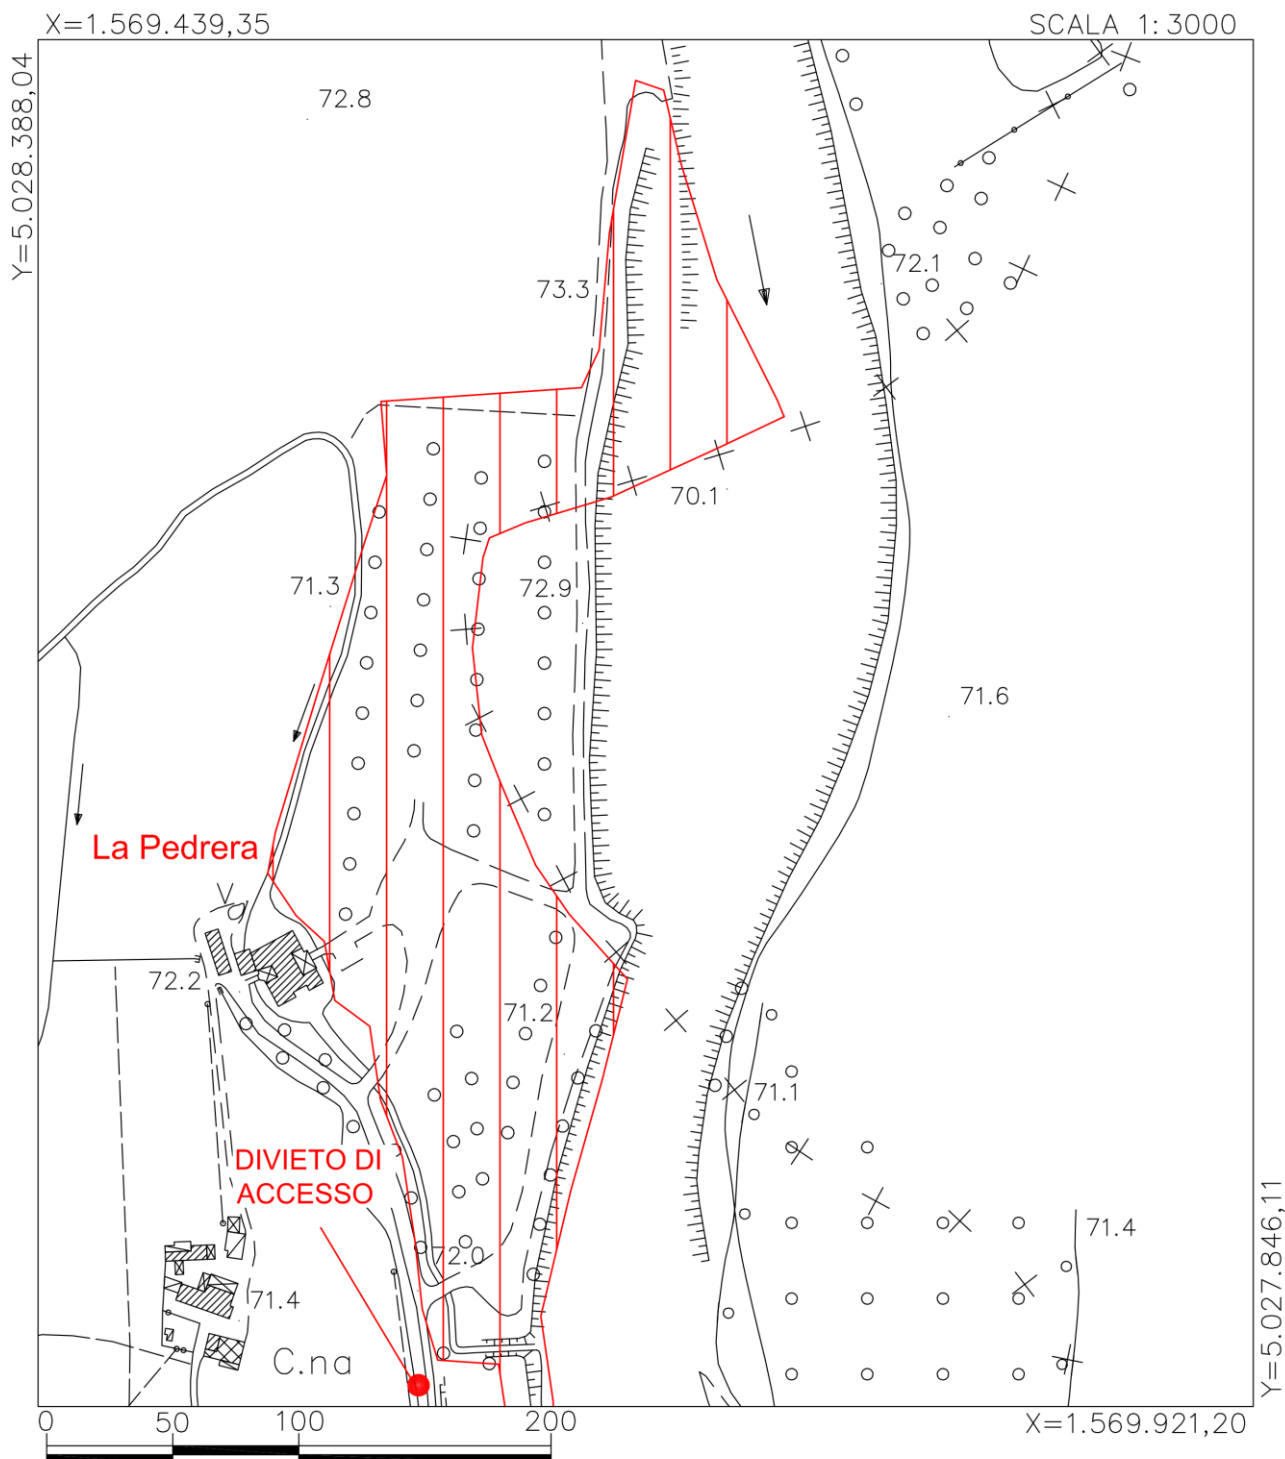 X=1.569.439,35
SCALA 1:3000
Y=5.028.388,04
72.8
73.3
72.1
70.1
71.3
72.9
71.6
La Pedrera
72.2
71.2
71.1
DIVIETO DI
ACCESSO
72.0
71.4
71.4
C.na
Y=5.027.846,11
0 50 100 200
X=1.569.921,20